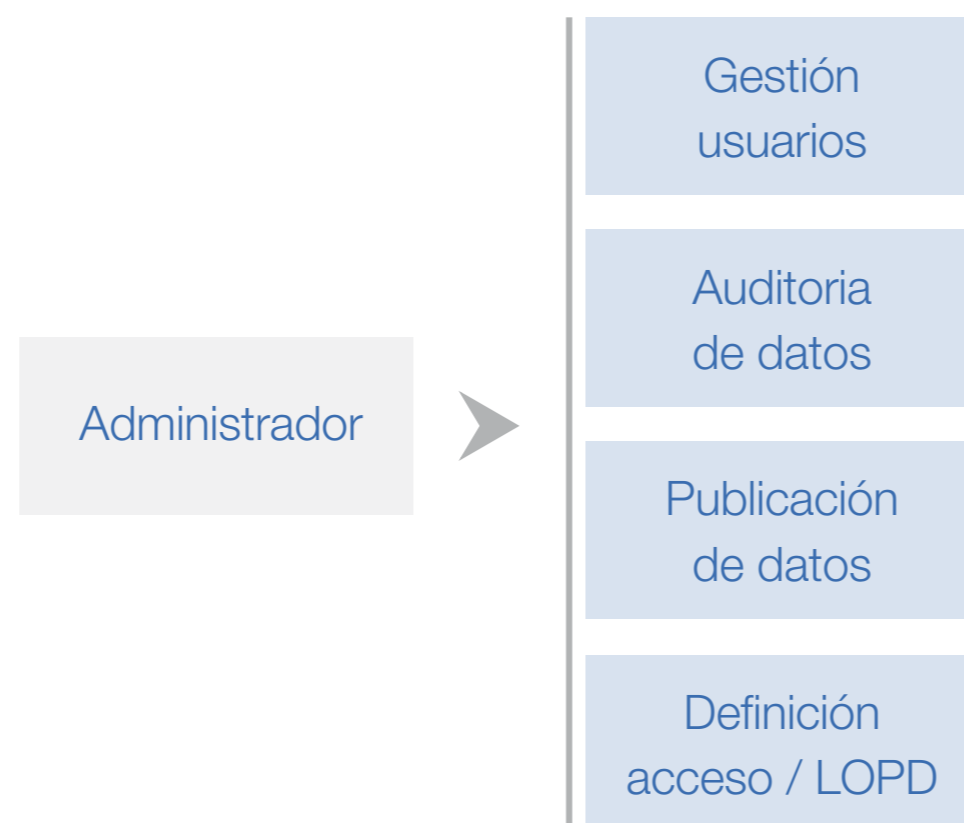 Administrador
Gestión
usuarios
Auditoria
de datos
Publicación
de datos
Definición
acceso / LOPD